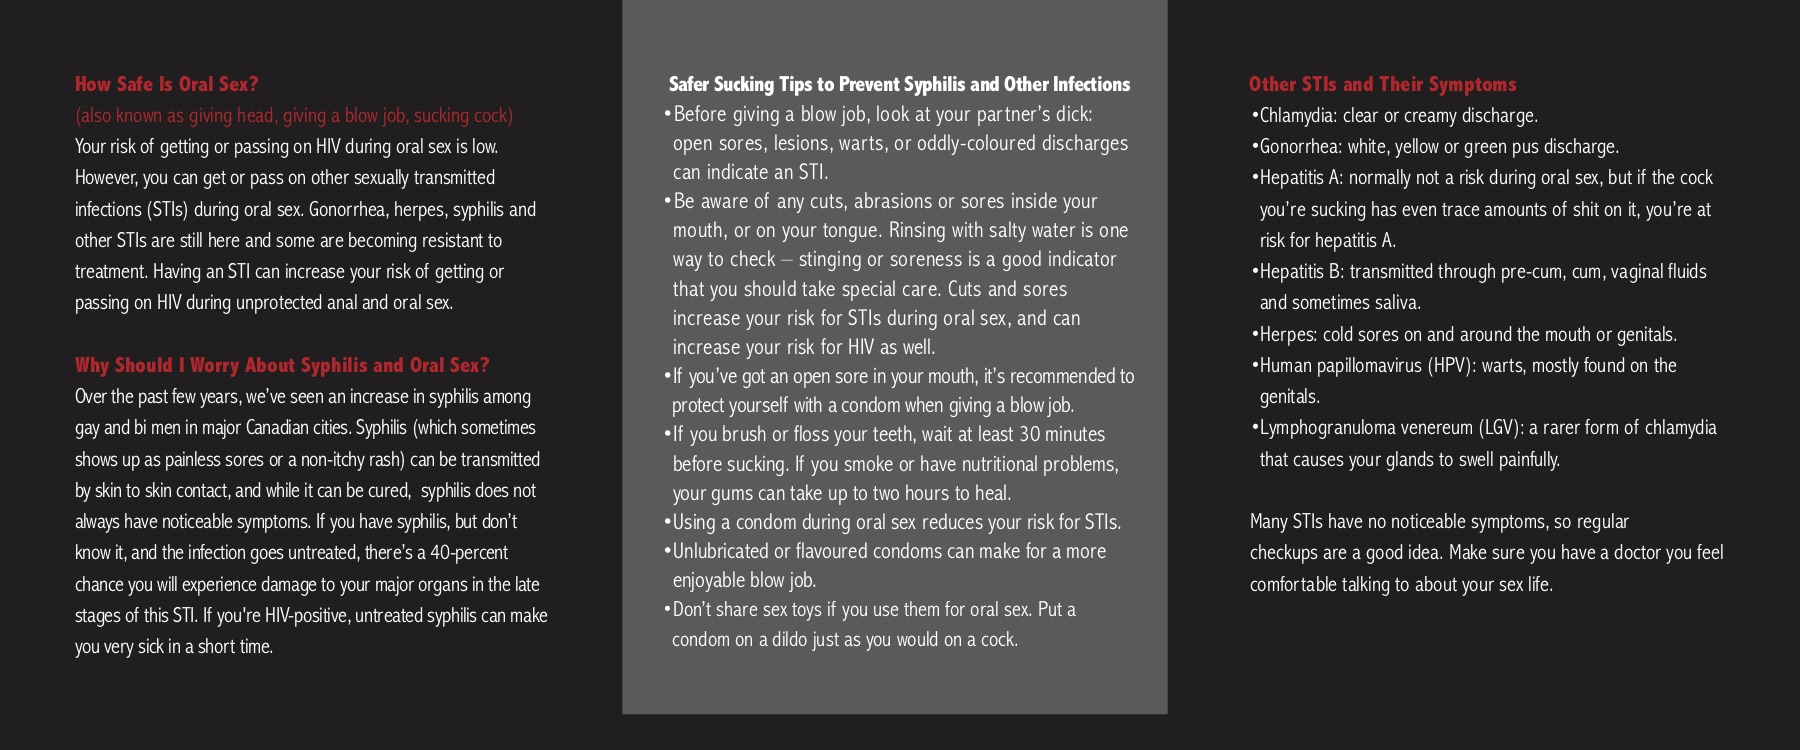 How Safe Is Oral Sex?
(also known as giving head, giving a blow job, sucking cock)
Your risk of getting or passing on HIV during oral sex is low.
However, you can get or pass on other sexually transmitted
infections (STIs) during oral sex. Gonorrhea, herpes, syphilis and
other STIs are still here and some are becoming resistant to
treatment. Having an STI can increase your risk of getting or
passing on HIV during unprotected anal and oral sex.
Why Should I Worry About Syphilis and Oral Sex?
Over the past few years, we've seen an increase in syphilis among
gay and bi men in major Canadian cities. Syphilis (which sometimes
shows up as painless sores or a non-itchy rash) can be transmitted
by skin to skin contact, and while it can be cured,  syphilis does not
always have noticeable symptoms. If you have syphilis, but don't
know it, and the infection goes untreated, there's a 40-percent
chance you will experience damage to your major organs in the late
stages of this STI. If you're HIV-positive, untreated syphilis can make
you very sick in a short time.
Safer Sucking Tips to Prevent Syphilis and Other Infections
•Before giving a blow job, look at your partner's dick:
open sores, lesions, warts, or oddly-coloured discharges
can indicate an STI.
•Be aware of any cuts, abrasions or sores inside your
mouth, or on your tongue. Rinsing with salty water is one
way to check – stinging or soreness is a good indicator
that you should take special care. Cuts and sores
increase your risk for STIs during oral sex, and can
increase your risk for HIV as well.
•If you've got an open sore in your mouth, it's recommended to
protect yourself with a condom when giving a blow job.
•If you brush or floss your teeth, wait at least 30 minutes
before sucking. If you smoke or have nutritional problems,
your gums can take up to two hours to heal.
•Using a condom during oral sex reduces your risk for STIs.
•Unlubricated or flavoured condoms can make for a more
enjoyable blow job.
•Don't share sex toys if you use them for oral sex. Put a
condom on a dildo just as you would on a cock.
Other STIs and Their Symptoms
•Chlamydia: clear or creamy discharge.
•Gonorrhea: white, yellow or green pus discharge.
•Hepatitis A: normally not a risk during oral sex, but if the cock
you're sucking has even trace amounts of shit on it, you're at
risk for hepatitis A.
•Hepatitis B: transmitted through pre-cum, cum, vaginal fluids
and sometimes saliva.
•Herpes: cold sores on and around the mouth or genitals.
•Human papillomavirus (HPV): warts, mostly found on the
genitals.
•Lymphogranuloma venereum (LGV): a rarer form of chlamydia
that causes your glands to swell painfully.
Many STIs have no noticeable symptoms, so regular
checkups are a good idea. Make sure you have a doctor you feel
comfortable talking to about your sex life.